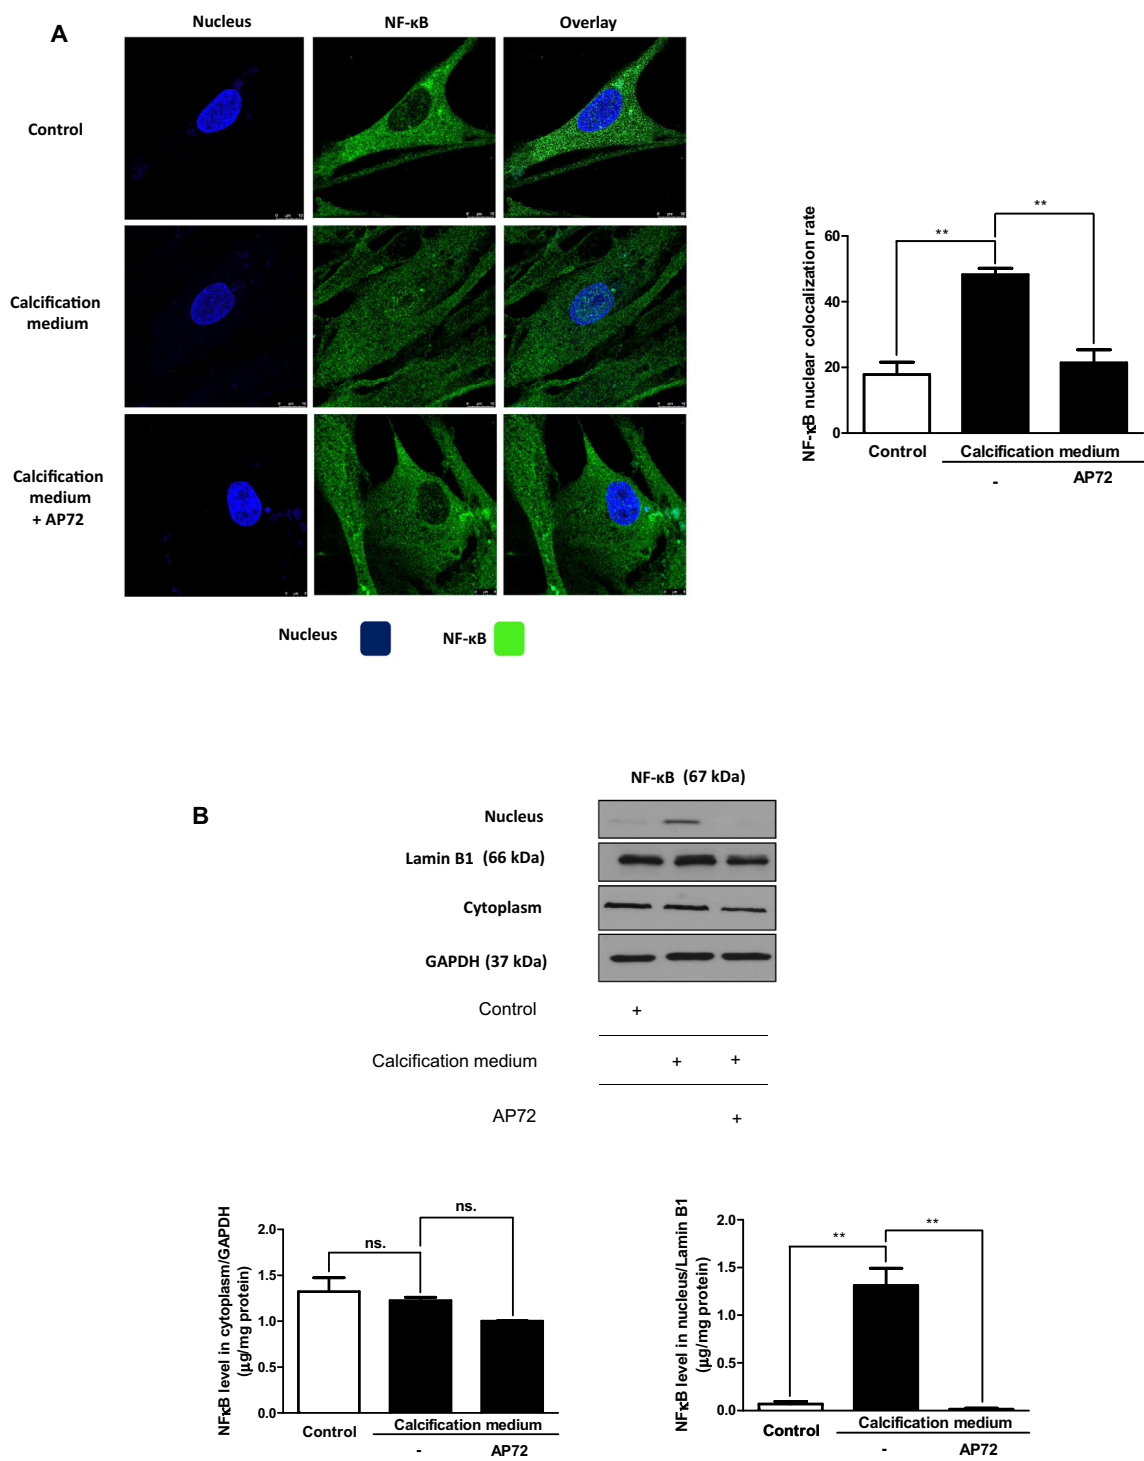 A
Nucleus
NF-κB
Overlay
Control
Calcification
medium
Calcification
medium
+ AP72
Nucleus
NF-κB
NF-κB nuclear colocalization rate
60
40
20
0
**
**
Control
Calcification medium
-
AP72
B
NF-κB (67 kDa)
Nucleus
Lamin B1 (66 kDa)
Cytoplasm
GAPDH (37 kDa)
Control +
Calcification medium + +
AP72 +
NFκB level in cytoplasm/GAPDH
(μg/mg protein)
2.0
1.5
1.0
0.5
0.0
ns.
ns.
Control
Calcification medium
-
AP72
NFκB level in nucleus/Lamin B1
(μg/mg protein)
2.0
1.5
1.0
0.5
0.0
**
**
Control
Calcification medium
-
AP72